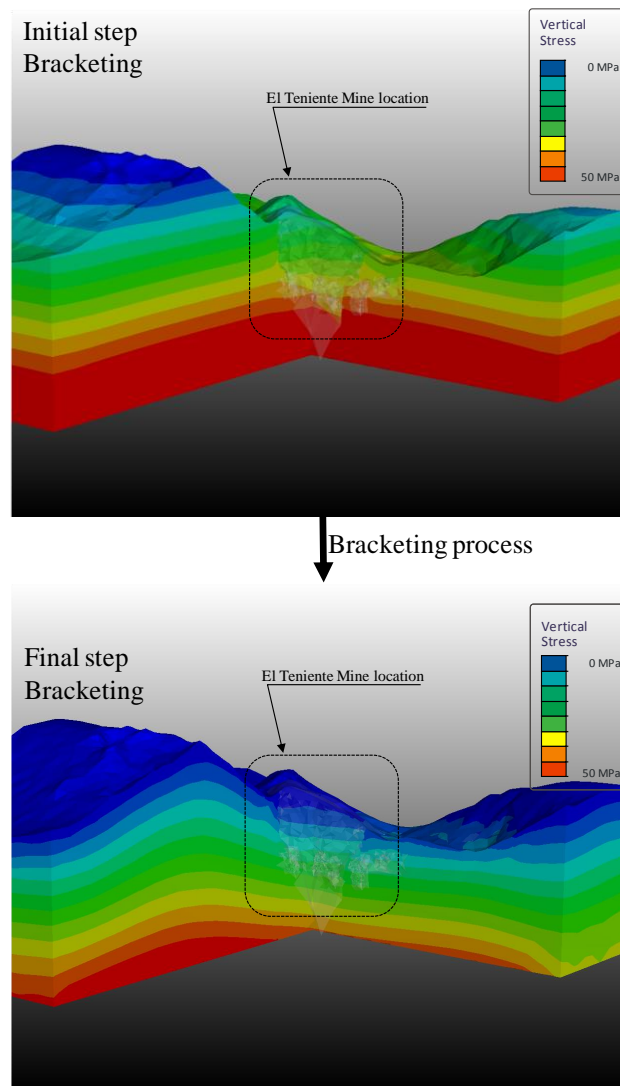 Initial step
Bracketing
Vertical
Stress
0 MPa
50 MPa
El Teniente Mine location
Bracketing process
Final step
Bracketing
Vertical
Stress
0 MPa
50 MPa
El Teniente Mine location